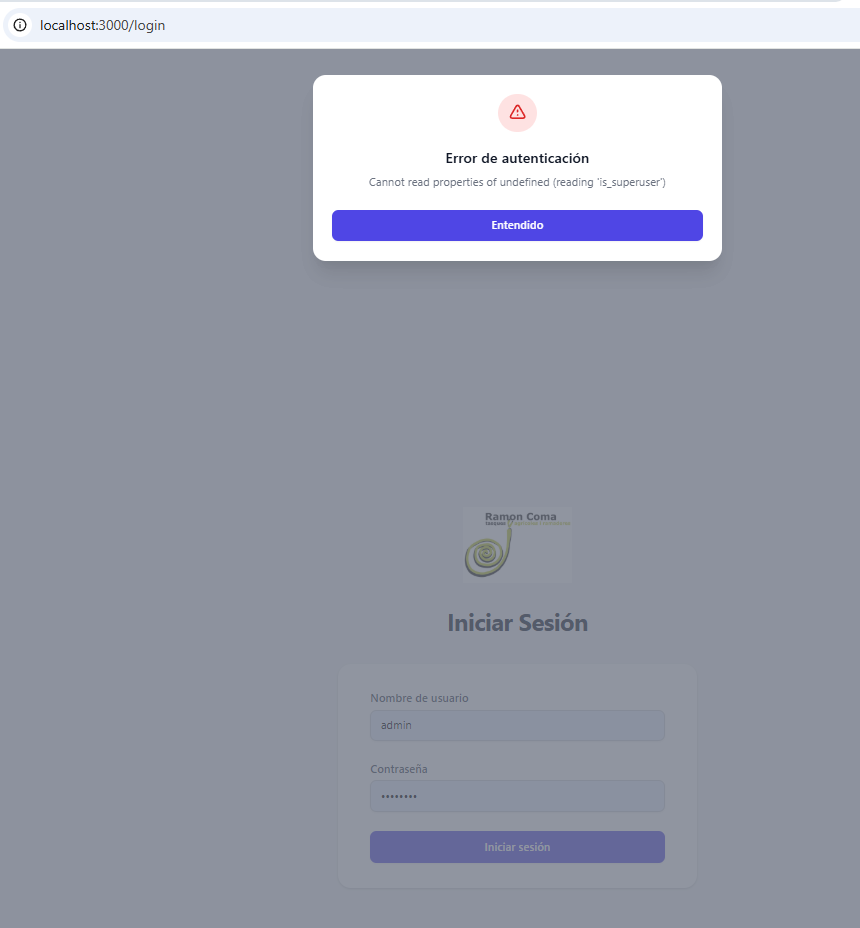 localhost:3000/login
Error de autenticación
Cannot read properties of undefined (reading 'is_superuser')
Entendido
Ramon Coma
Iniciar Sesión
Nombre de usuario
admin
Contraseña
••••••••
Iniciar sesión